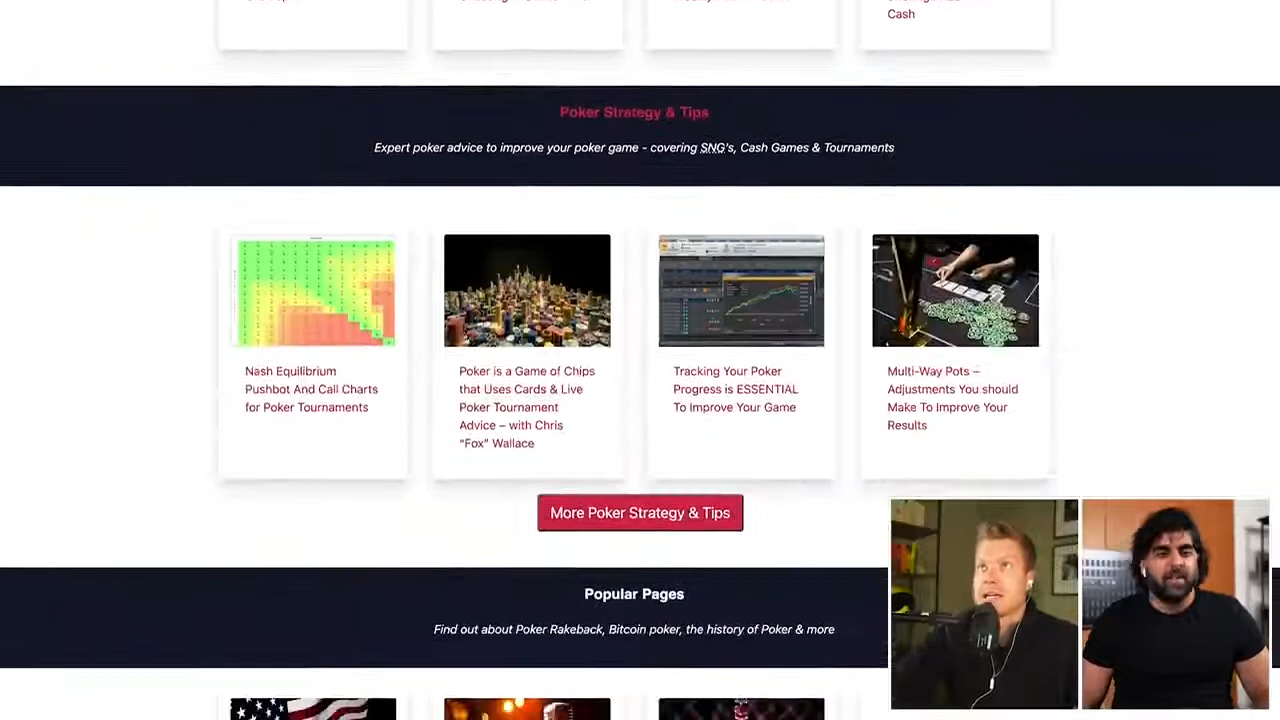 Cash
Poker Strategy & Tips
Expert poker advice to improve your poker game - covering SNG's, Cash Games & Tournaments
Nash Equilibrium
Pushbot And Call Charts
for Poker Tournaments
Poker is a Game of Chips
that Uses Cards & Live
Poker Tournament
Advice – with Chris
"Fox" Wallace
Tracking Your Poker
Progress is ESSENTIAL
To Improve Your Game
Multi-Way Pots –
Adjustments You should
Make To Improve Your
Results
More Poker Strategy & Tips
Popular Pages
Find out about Poker Rakeback, Bitcoin poker, the history of Poker & more